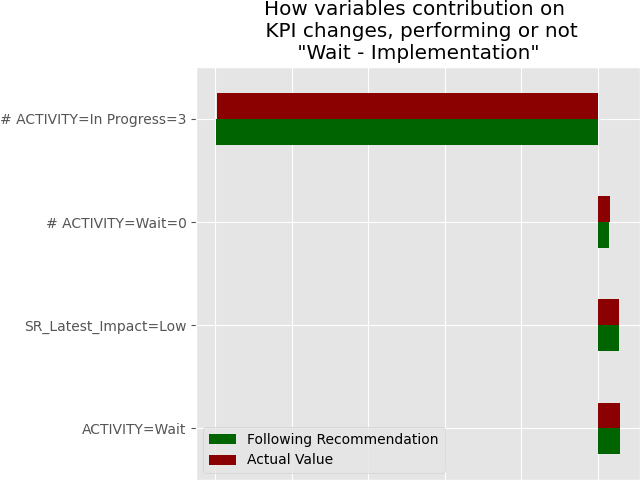 How variables contribution on
KPI changes, performing or not
"Wait - Implementation"
# ACTIVITY=In Progress=3
# ACTIVITY=Wait=0
SR_Latest_Impact=Low
ACTIVITY=Wait
Following Recommendation
Actual Value